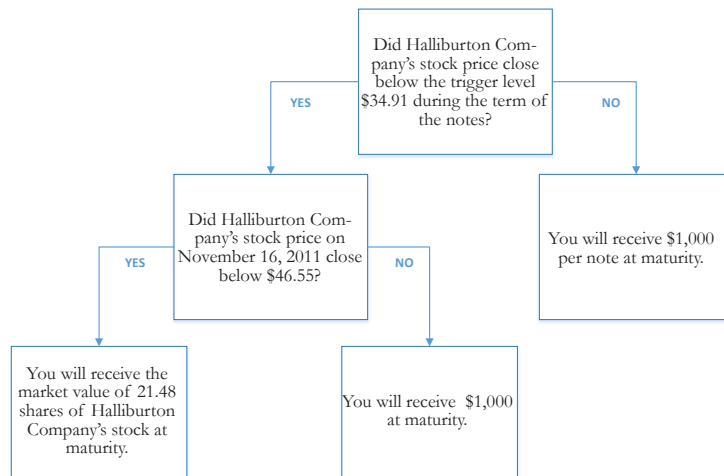 Did Halliburton Com-
pany's stock price close
below the trigger level
$34.91 during the term of
the notes?
YES
NO
Did Halliburton Com-
pany's stock price on
November 16, 2011 close
below $46.55?
You will receive $1,000
per note at maturity.
YES
NO
You will receive the
market value of 21.48
shares of Halliburton
Company's stock at
maturity.
You will receive $1,000
at maturity.